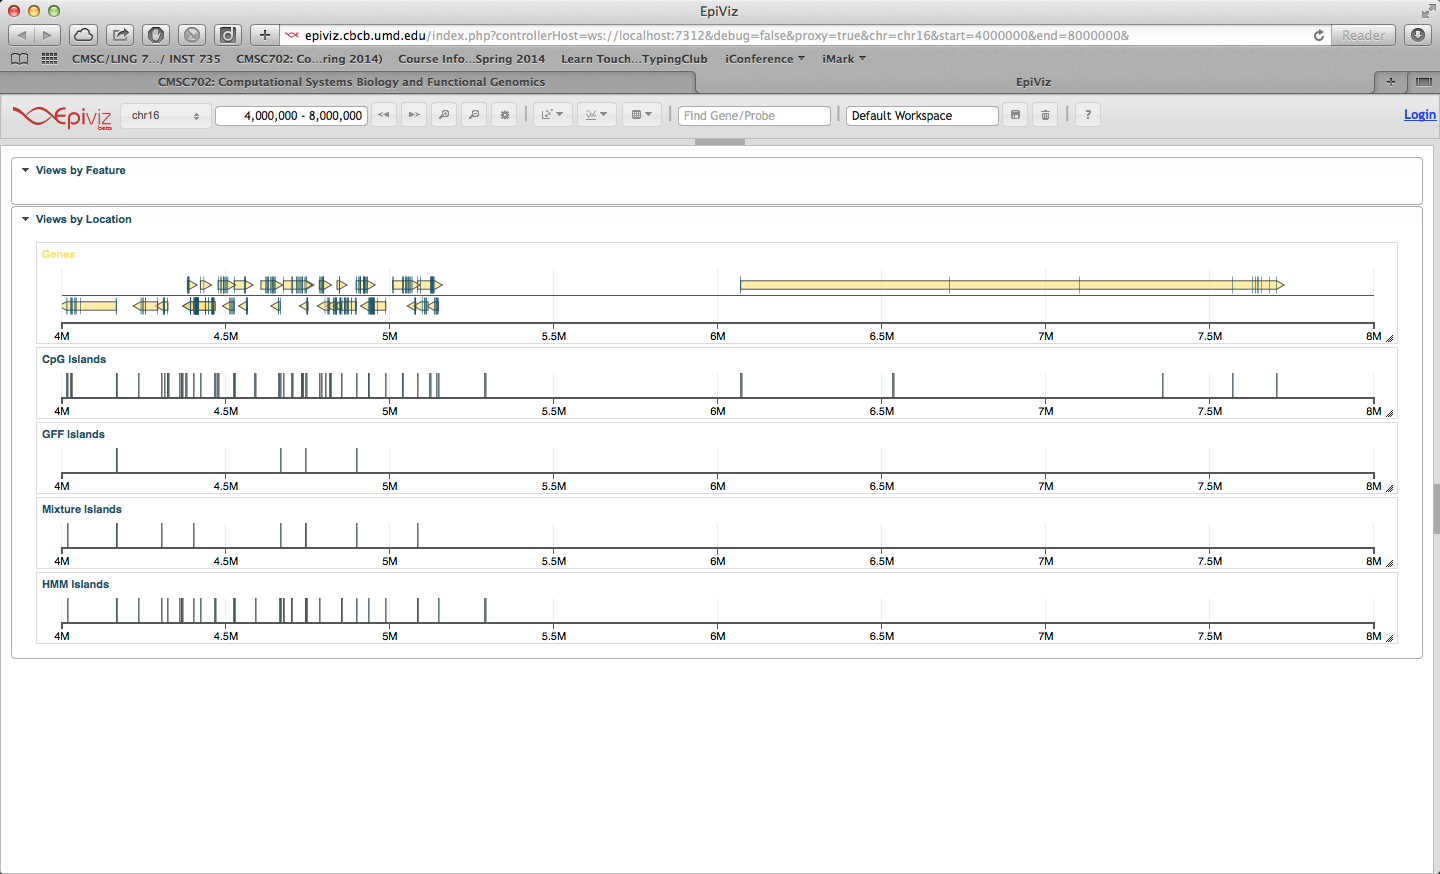 EpiViz
epiviz.cbcb.umd.edu/index.php?controllerHost=ws://localhost:7312&debug=false&proxy=true&chr=chr16&start=4000000&end=8000000&
Reader
CMSC/LING 7.../ INST 735 CMSC702: Co...ring 2014) Course Info...Spring 2014 Learn Touch...TypingClub iConference iMark
CMSC702: Computational Systems Biology and Functional Genomics EpiViz
Epiviz beta chr16 4,000,000 - 8,000,000 Find Gene/Probe Default Workspace ? Login
Views by Feature
Views by Location
Genes
4M 4.5M 5M 5.5M 6M 6.5M 7M 7.5M 8M
CpG Islands
4M 4.5M 5M 5.5M 6M 6.5M 7M 7.5M 8M
GFF Islands
4M 4.5M 5M 5.5M 6M 6.5M 7M 7.5M 8M
Mixture Islands
4M 4.5M 5M 5.5M 6M 6.5M 7M 7.5M 8M
HMM Islands
4M 4.5M 5M 5.5M 6M 6.5M 7M 7.5M 8M